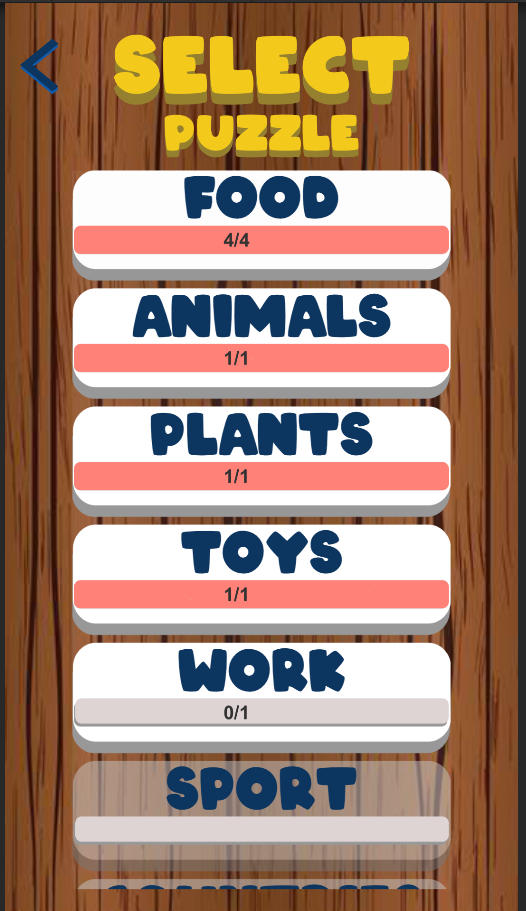 SELECT
PUZZLE
FOOD
4/4
ANIMALS
1/1
PLANTS
1/1
TOYS
1/1
WORK
0/1
SPORT